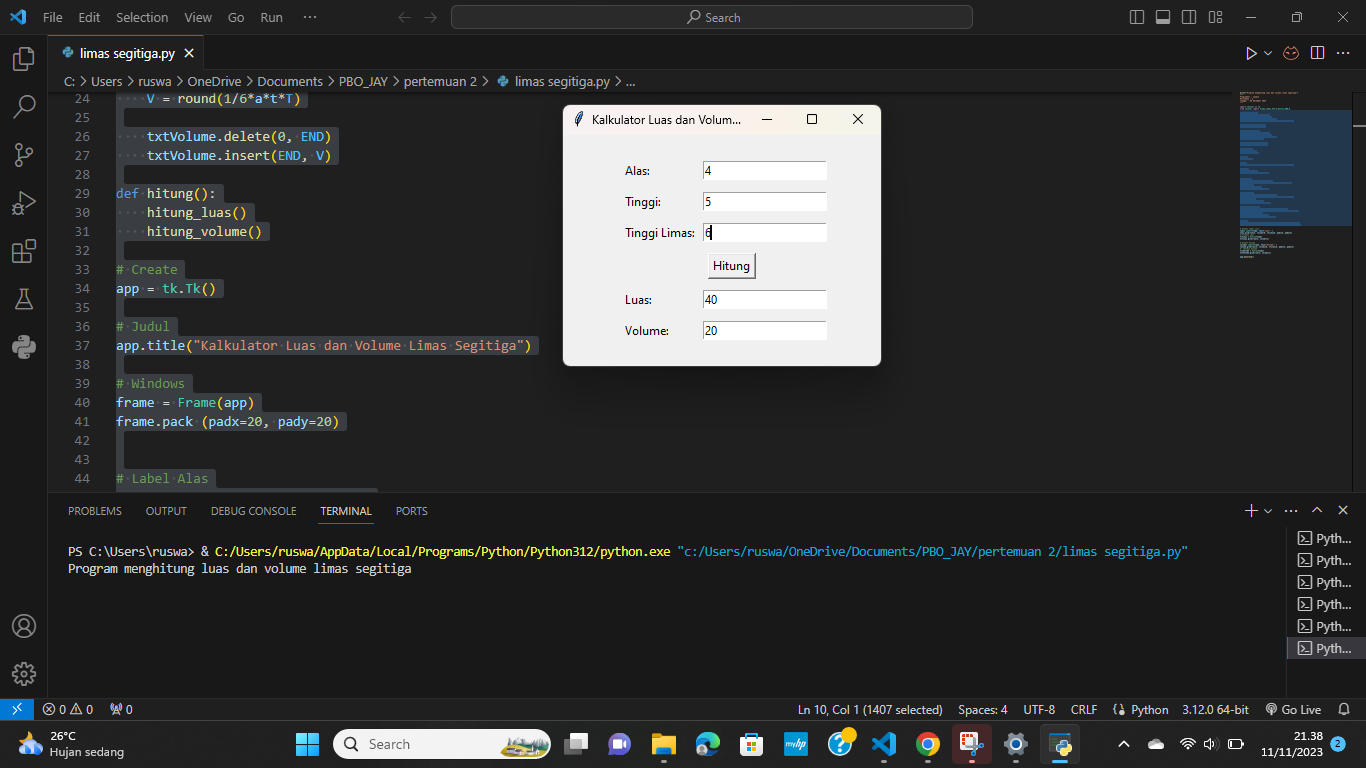 File Edit Selection View Go Run ···
Search
limas segitiga.py
C: > Users > ruswa > OneDrive > Documents > PBO_JAY > pertemuan 2 > limas segitiga.py > ...
24 V = round(1/6*a*t*T)
25
26 txtVolume.delete(0, END)
27 txtVolume.insert(END, V)
28
29 def hitung():
30 hitung_luas()
31 hitung_volume()
32
33 # Create
34 app = tk.Tk()
35
36 # Judul
37 app.title("Kalkulator Luas dan Volume Limas Segitiga")
38
39 # Windows
40 frame = Frame(app)
41 frame.pack (padx=20, pady=20)
42
43
44 # Label Alas
Kalkulator Luas dan Volum...
Alas: 4
Tinggi: 5
Tinggi Limas: 6
Hitung
Luas: 40
Volume: 20
PROBLEMS OUTPUT DEBUG CONSOLE TERMINAL PORTS
PS C:\Users\ruswa> & C:/Users/ruswa/AppData/Local/Programs/Python/Python312/python.exe "c:/Users/ruswa/OneDrive/Documents/PBO_JAY/pertemuan 2/limas segitiga.py"
Program menghitung luas dan volume limas segitiga
Pyth...
Pyth...
Pyth...
Pyth...
Pyth...
Pyth...
0 0 0 Ln 10, Col 1 (1407 selected) Spaces: 4 UTF-8 CRLF Python 3.12.0 64-bit Go Live
26°C
Hujan sedang
Search
myhp
21.38
11/11/2023
2